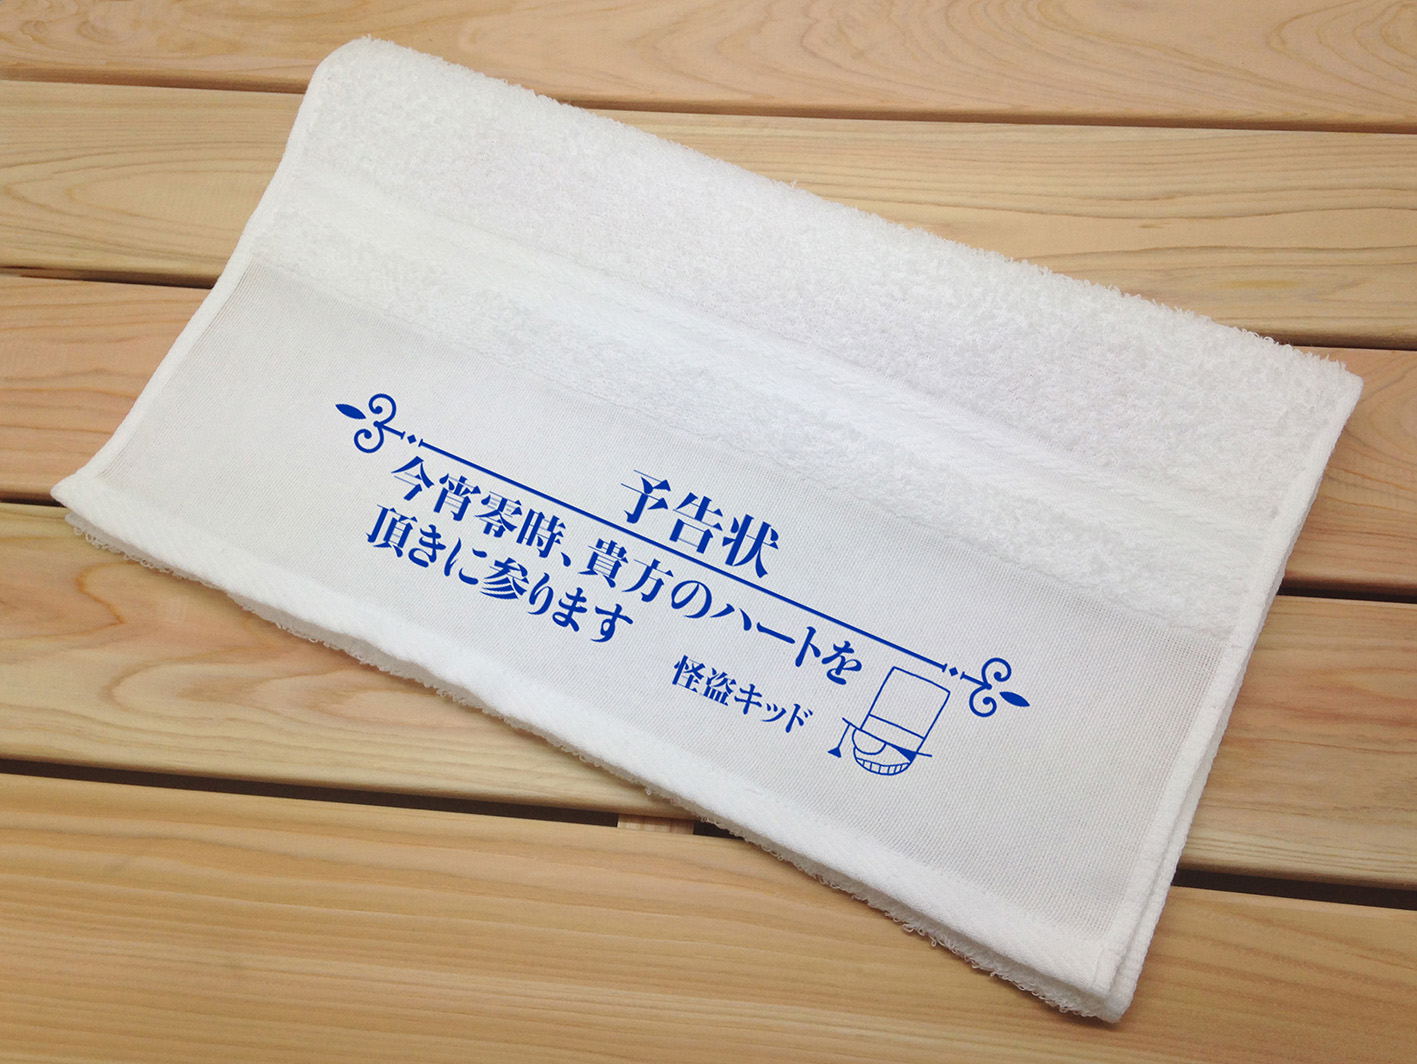 予告状
今宵零時、貴方のハートを
頂きに参ります
怪盗キッド